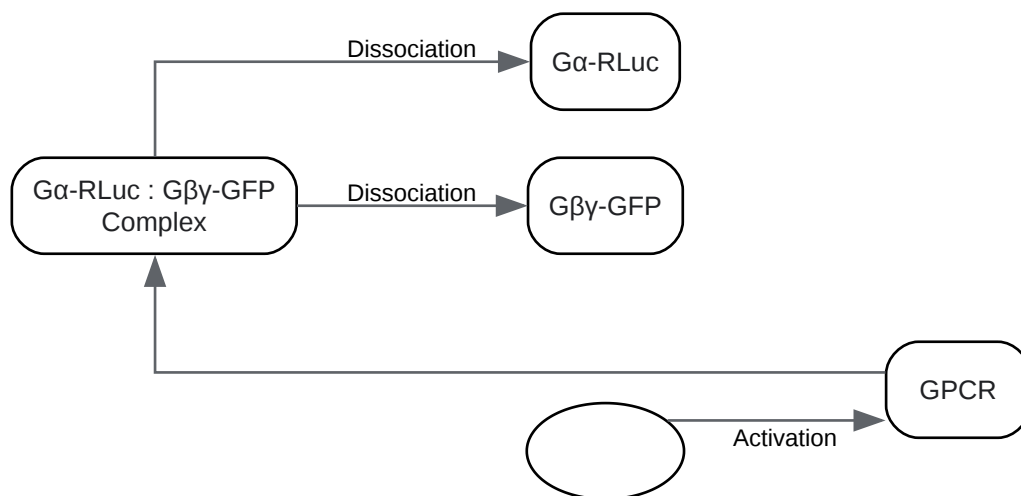 Dissociation
Gα-RLuc
Gα-RLuc : Gβγ-GFP
Complex
Dissociation
Gβγ-GFP
GPCR
Activation